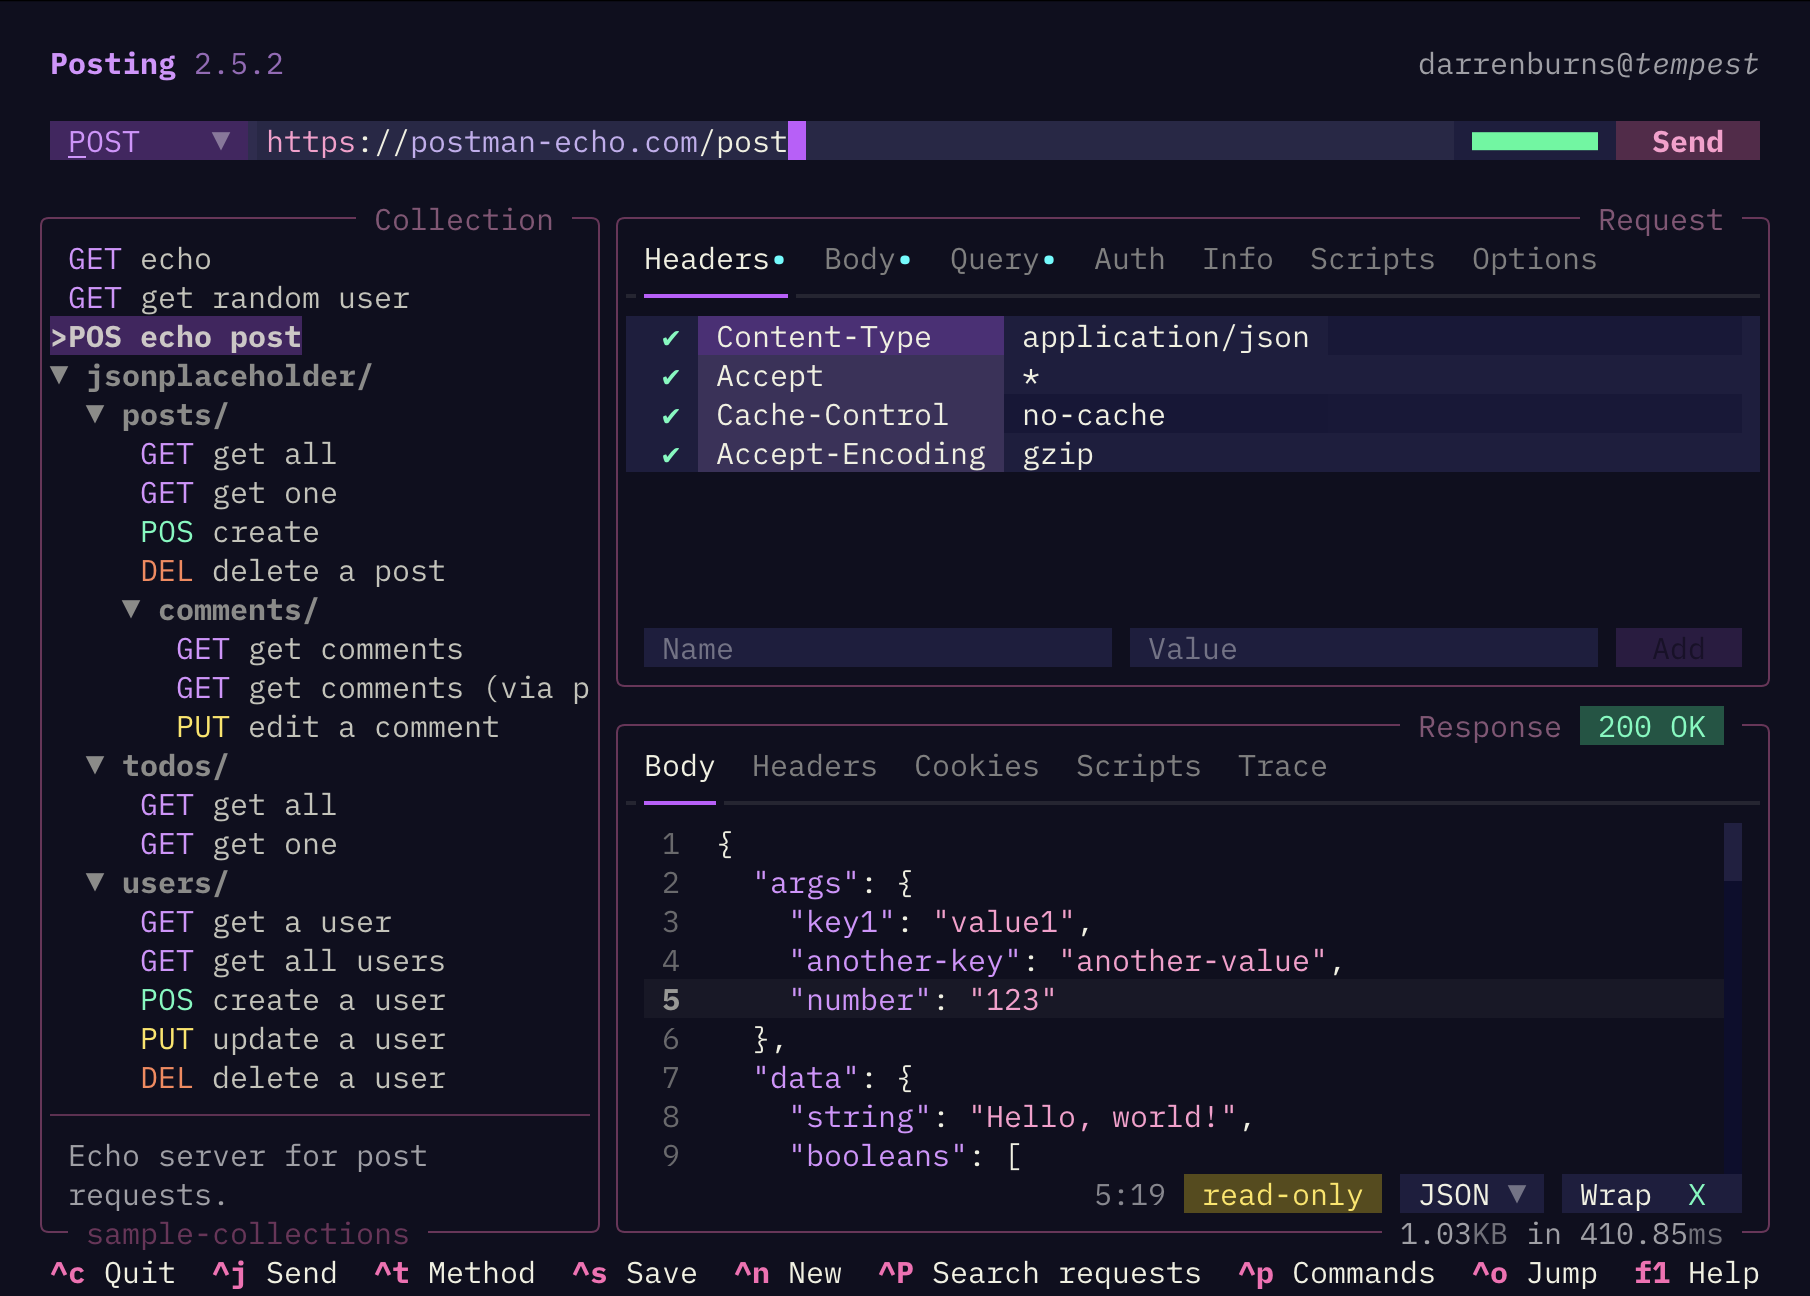 Posting 2.5.2
darrenburns@tempest
POST ▼ https://postman-echo.com/post
Send
Collection
GET echo
GET get random user
>POS echo post
▼ jsonplaceholder/
▼ posts/
GET get all
GET get one
POS create
DEL delete a post
▼ comments/
GET get comments
GET get comments (via p
PUT edit a comment
▼ todos/
GET get all
GET get one
▼ users/
GET get a user
GET get all users
POS create a user
PUT update a user
DEL delete a user
Echo server for post
requests.
sample-collections
Request
Headers• Body• Query• Auth Info Scripts Options
✔ Content-Type application/json
✔ Accept *
✔ Cache-Control no-cache
✔ Accept-Encoding gzip
Name Value Add
Response 200 OK
Body Headers Cookies Scripts Trace
1 {
2 "args": {
3 "key1": "value1",
4 "another-key": "another-value",
5 "number": "123"
6 },
7 "data": {
8 "string": "Hello, world!",
9 "booleans": [
5:19 read-only JSON ▼ Wrap X
1.03KB in 410.85ms
^c Quit ^j Send ^t Method ^s Save ^n New ^P Search requests ^p Commands ^o Jump f1 Help